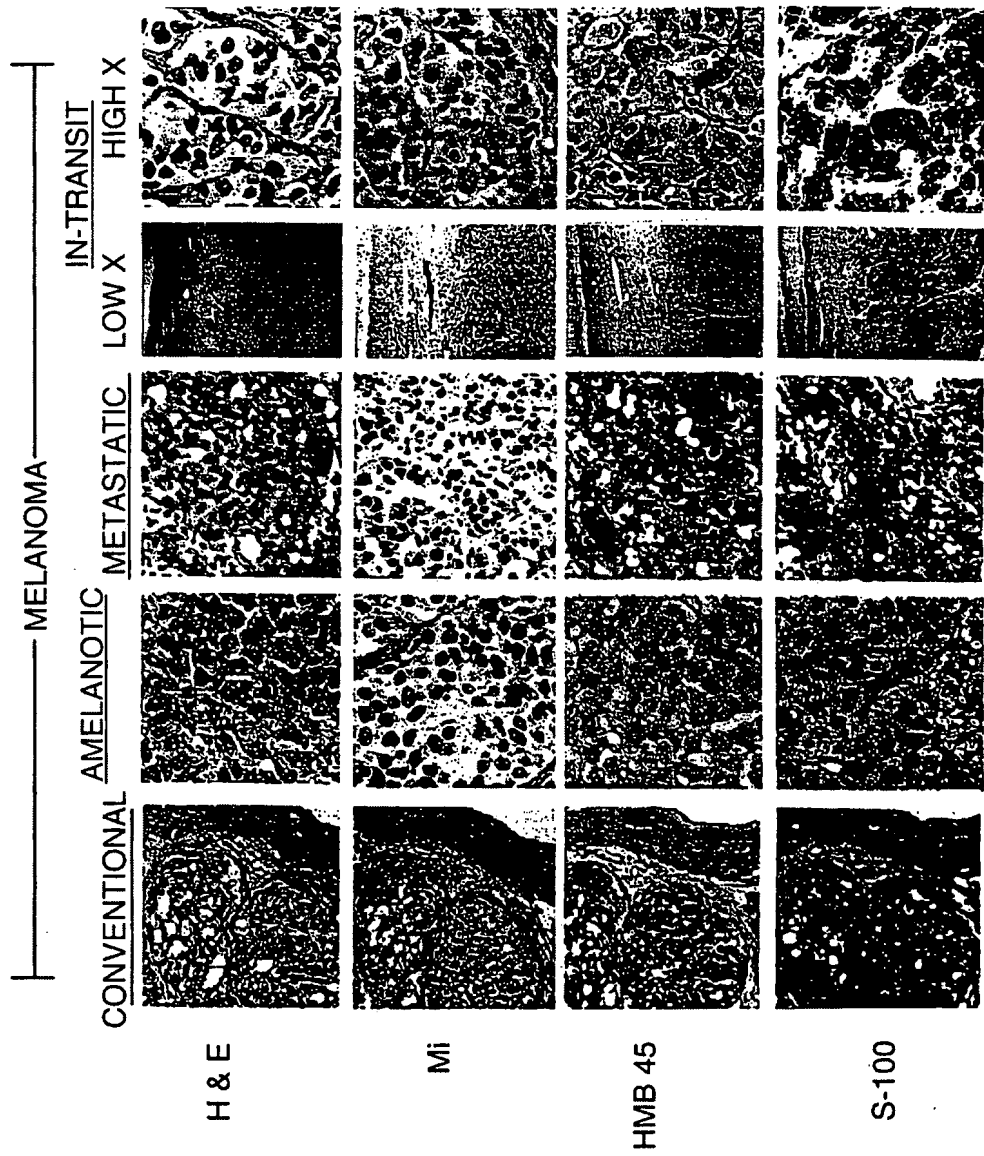 MELANOMA
IN-TRANSIT
CONVENTIONAL AMELANOTIC METASTATIC LOW X HIGH X
H & E
Mi
HMB 45
S-100